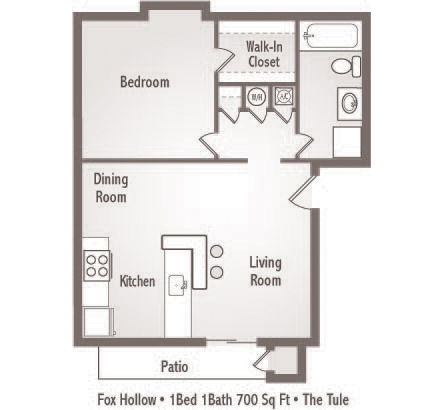 Walk-In
Closet
Bedroom
W/H
A/C
Dining
Room
Kitchen
Living
Room
Patio
Fox Hollow • 1Bed 1Bath 700 Sq Ft • The Tule